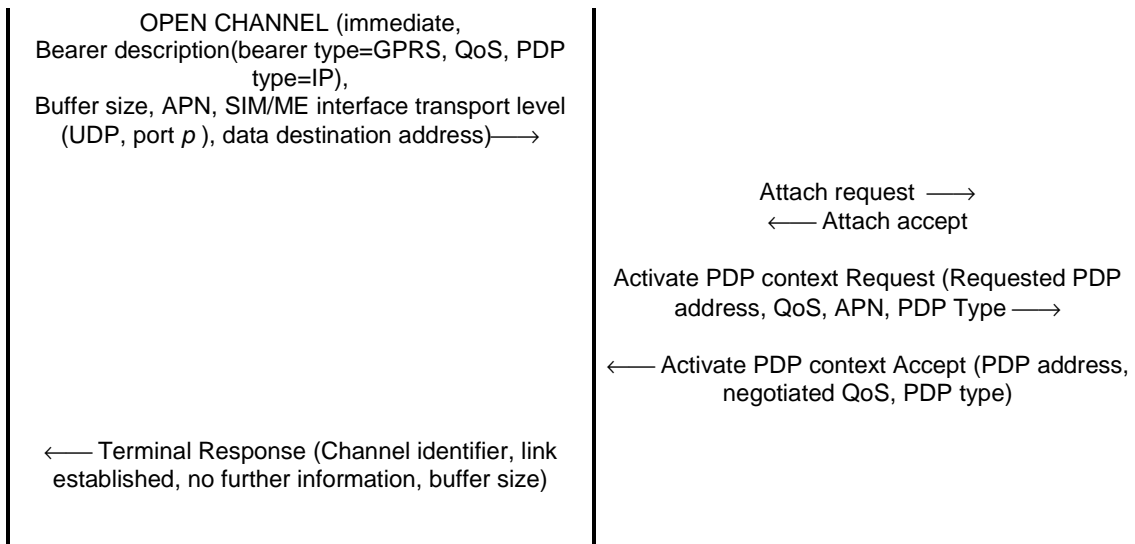 OPEN CHANNEL (immediate,
Bearer description(bearer type=GPRS, QoS, PDP
type=IP),
Buffer size, APN, SIM/ME interface transport level
(UDP, port p ), data destination address)⟶
Attach request ⟶
⟵ Attach accept
Activate PDP context Request (Requested PDP
address, QoS, APN, PDP Type ⟶
⟵ Activate PDP context Accept (PDP address,
negotiated QoS, PDP type)
⟵ Terminal Response (Channel identifier, link
established, no further information, buffer size)